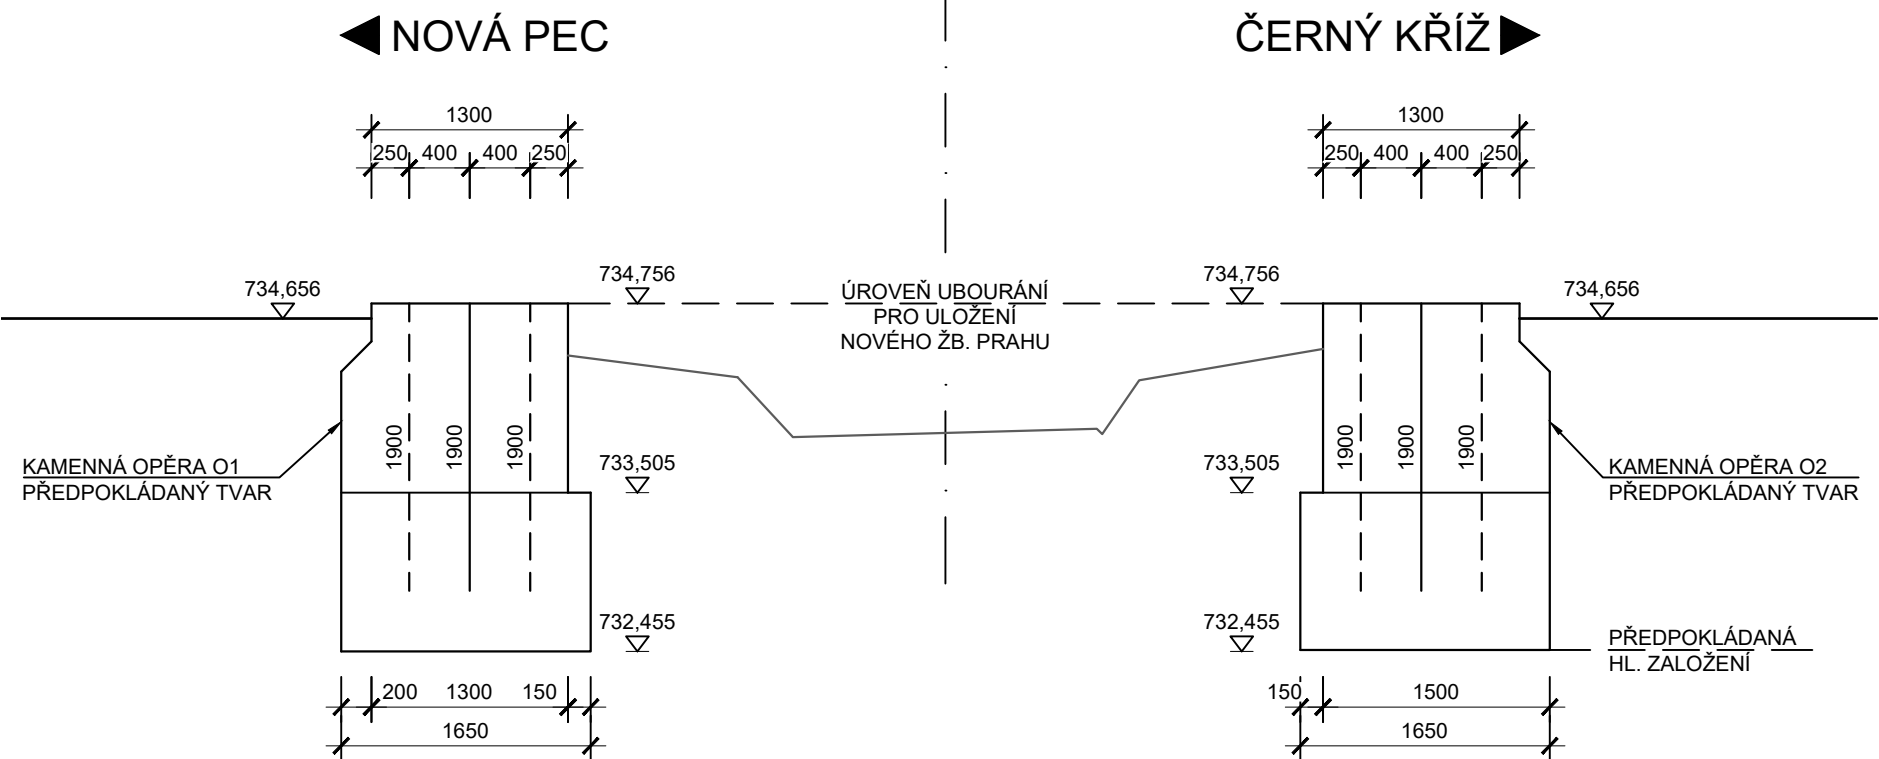 NOVÁ PEC
ČERNÝ KŘÍŽ
1300
1300
250 400 400 250
250 400 400 250
734,656
734,756
ÚROVEŇ UBOURÁNÍ
PRO ULOŽENÍ
NOVÉHO ŽB. PRAHU
734,756
734,656
1900
1900
1900
1900
1900
1900
KAMENNÁ OPĚRA O1
PŘEDPOKLÁDANÝ TVAR
733,505
733,505
KAMENNÁ OPĚRA O2
PŘEDPOKLÁDANÝ TVAR
732,455
732,455
PŘEDPOKLÁDANÁ
HL. ZALOŽENÍ
200 1300 150
150 1500
1650
1650